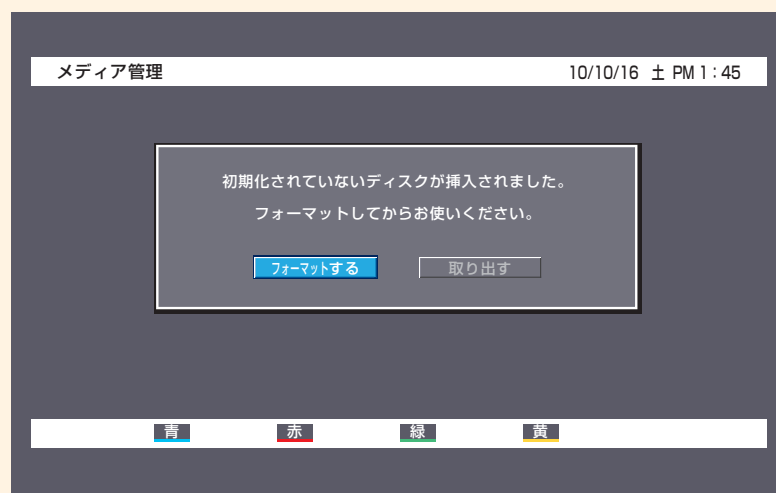 メディア管理 10/10/16 土 PM 1:45
初期化されていないディスクが挿入されました。
フォーマットしてからお使いください。
フォーマットする 取り出す
青 赤 緑 黄